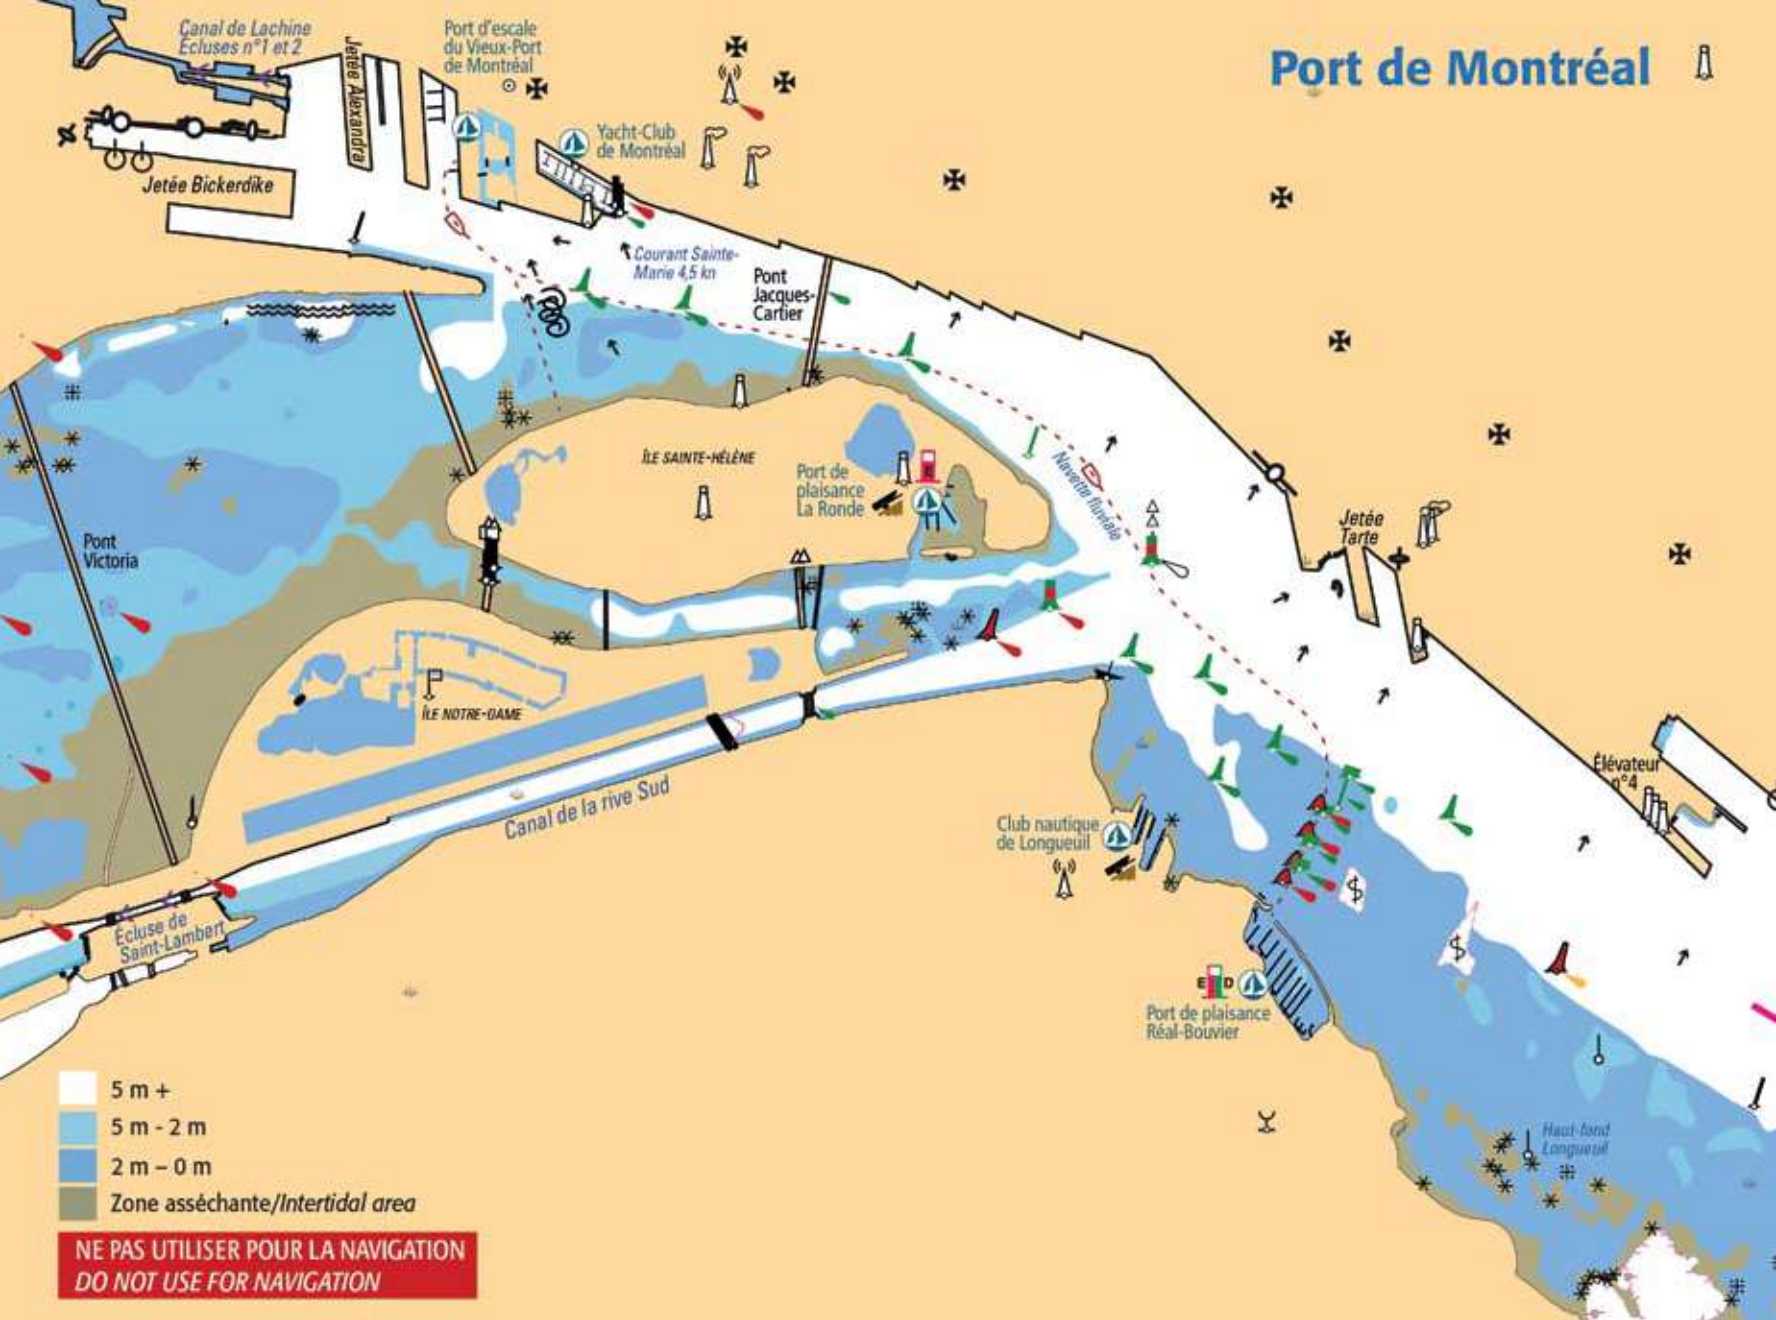 Canal de Lachine
Écluses n°1 et 2
Jetée Alexandra
Port d'escale
du Vieux-Port
de Montréal
Port de Montréal
Yacht-Club
de Montréal
Jetée Bickerdike
Courant Sainte-
Marie 4,5 kn
Pont
Jacques-
Cartier
ÎLE SAINTE-HÉLÈNE
Port de
plaisance
La Ronde
Navette fluviale
Jetée
Tarte
Pont
Victoria
ÎLE NOTRE-DAME
Canal de la rive Sud
Élévateur
n°4
Club nautique
de Longueuil
Écluse de
Saint-Lambert
E D
Port de plaisance
Réal-Bouvier
Haut-fond
Longueuil
5 m +
5 m - 2 m
2 m – 0 m
Zone asséchante/Intertidal area
NE PAS UTILISER POUR LA NAVIGATION
DO NOT USE FOR NAVIGATION